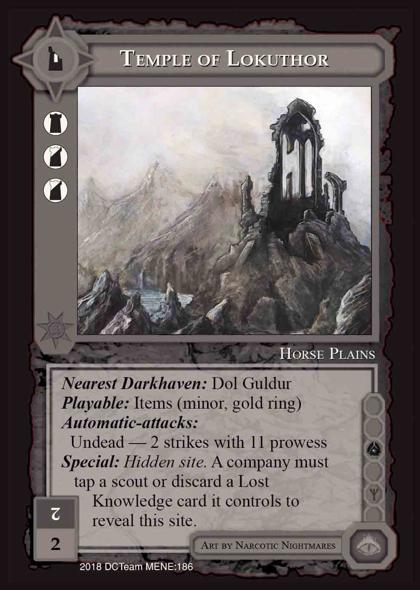 Temple of Lokuthor
Horse Plains
Nearest Darkhaven: Dol Guldur
Playable: Items (minor, gold ring)
Automatic-attacks:
Undead — 2 strikes with 11 prowess
Special: Hidden site. A company must
tap a scout or discard a Lost
Knowledge card it controls to
reveal this site.
2
2
Art by Narcotic Nightmares
2018 DCTeam MENE:186